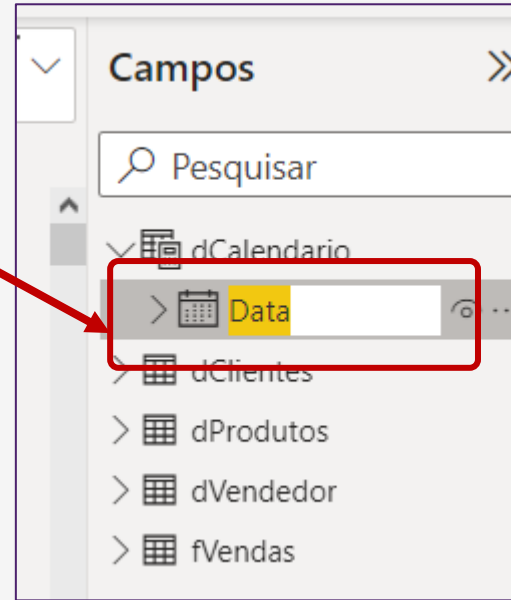 Campos
Pesquisar
dCalendario
Data
dClientes
dProdutos
dVendedor
fVendas